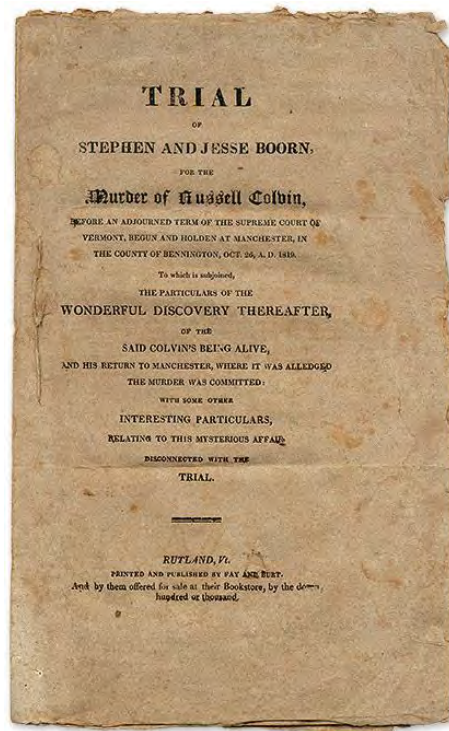 TRIAL
OF
STEPHEN AND JESSE BOORN,
FOR THE
Murder of Russell Colvin,
BEFORE AN ADJOURNED TERM OF THE SUPREME COURT OF
VERMONT, BEGUN AND HOLDEN AT MANCHESTER, IN
THE COUNTY OF BENNINGTON, OCT. 26, A. D. 1819.
To which is subjoined,
THE PARTICULARS OF THE
WONDERFUL DISCOVERY THEREAFTER,
OF THE
SAID COLVIN'S BEING ALIVE,
AND HIS RETURN TO MANCHESTER, WHERE IT WAS ALLEDGED
THE MURDER WAS COMMITTED:
WITH SOME OTHER
INTERESTING PARTICULARS,
RELATING TO THIS MYSTERIOUS AFFAIR
DISCONNECTED WITH THE
TRIAL.
RUTLAND, Vt.
PRINTED AND PUBLISHED BY FAY AND BURT.
And by them offered for sale at their Bookstore, by the dozen,
hundred or thousand.